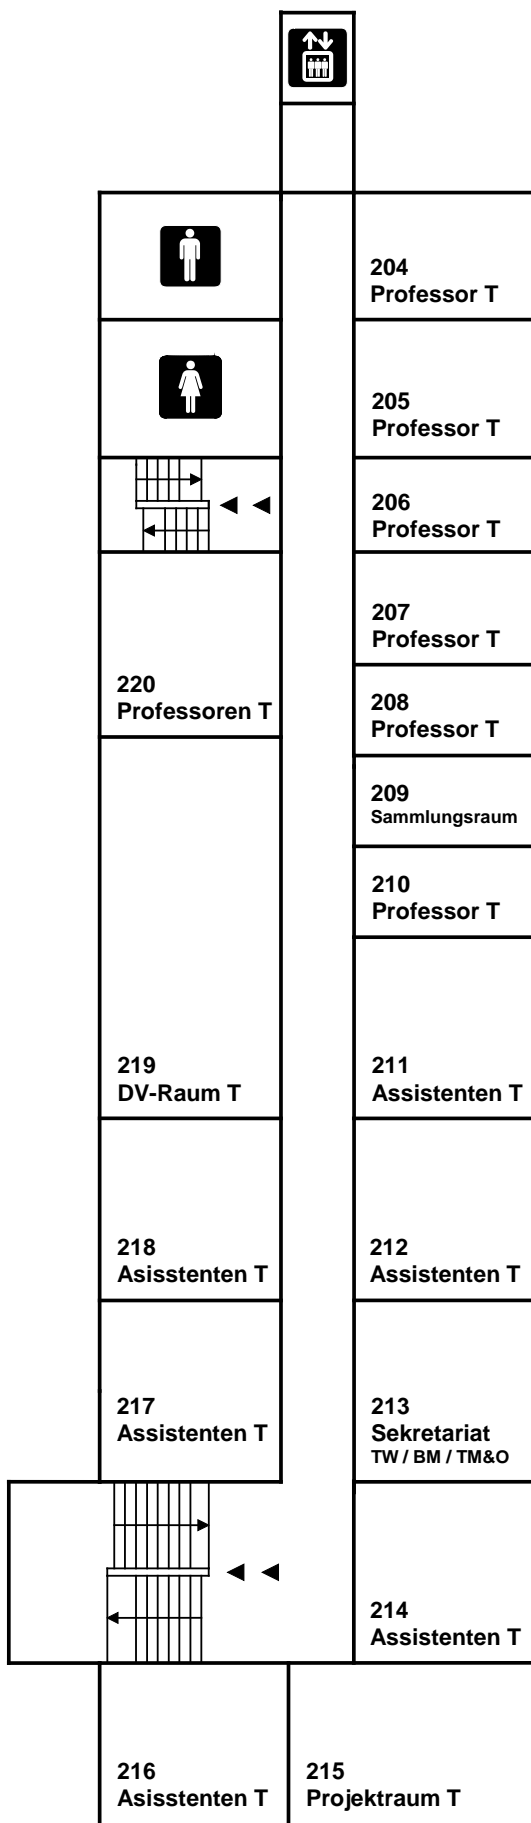 204
Professor T
205
Professor T
206
Professor T
207
Professor T
220
Professoren T
208
Professor T
209
Sammlungsraum
210
Professor T
219
DV-Raum T
211
Assistenten T
218
Asisstenten T
212
Assistenten T
217
Assistenten T
213
Sekretariat
TW / BM / TM&O
214
Assistenten T
216
Asisstenten T
215
Projektraum T